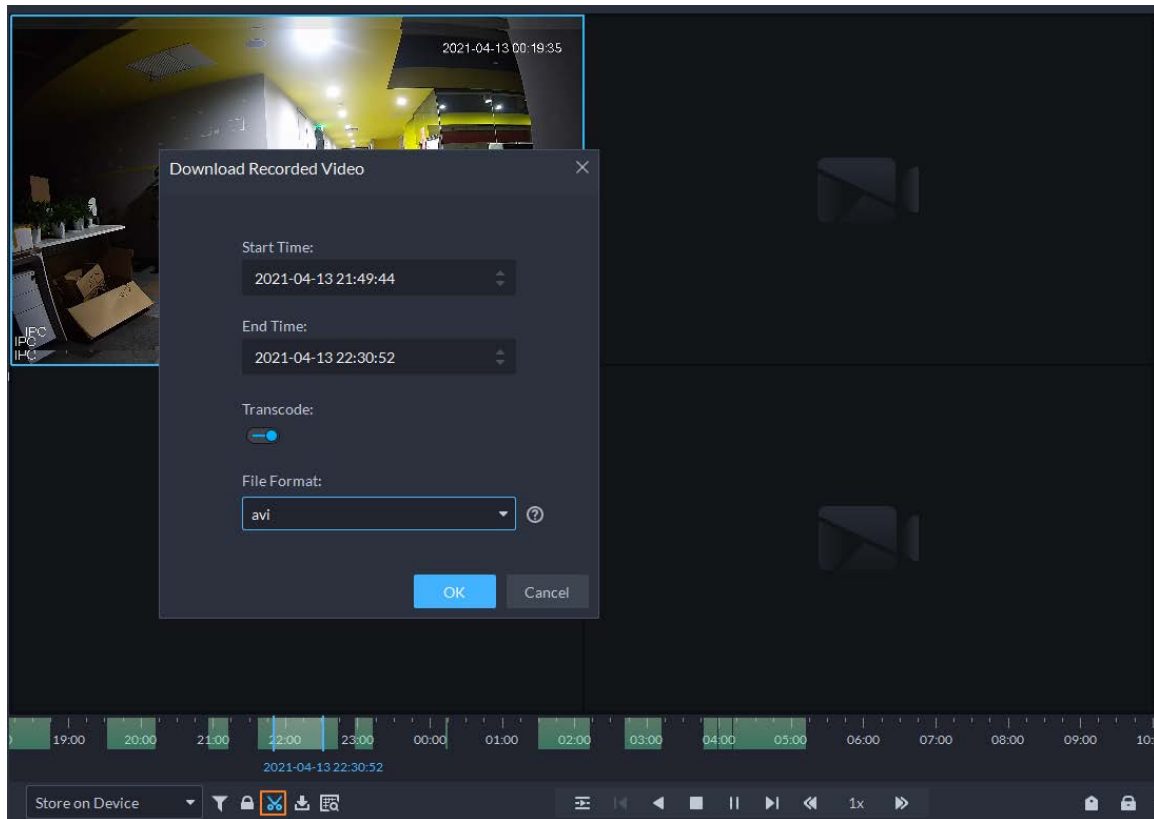 2021-04-13 00:19:35
Download Recorded Video
Start Time:
2021-04-13 21:49:44
End Time:
2021-04-13 22:30:52
IPC
IPC
IPC
Transcode:
File Format:
avi
OK Cancel
19:00 20:00 21:00 22:00 23:00 00:00 01:00 02:00 03:00 04:00 05:00 06:00 07:00 08:00 09:00 10:
2021-04-13 22:30:52
Store on Device 1x